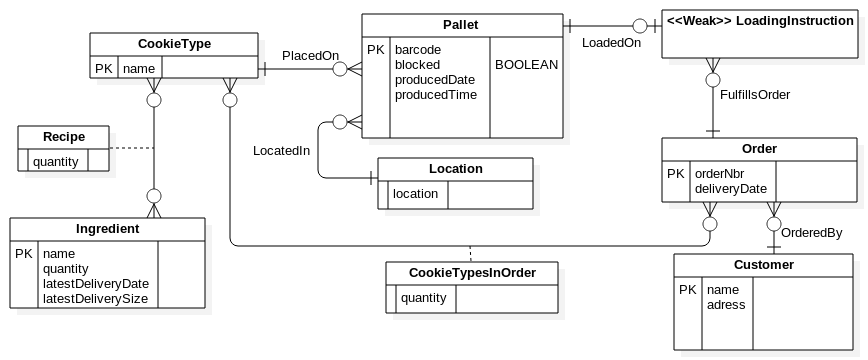 CookieType
PK name
PlacedOn
Pallet
PK barcode
blocked BOOLEAN
producedDate
producedTime
LoadedOn
<<Weak>> LoadingInstruction
FulfillsOrder
Recipe
quantity
LocatedIn
Location
location
Order
PK orderNbr
deliveryDate
Ingredient
PK name
quantity
latestDeliveryDate
latestDeliverySize
CookieTypesInOrder
quantity
OrderedBy
Customer
PK name
adress